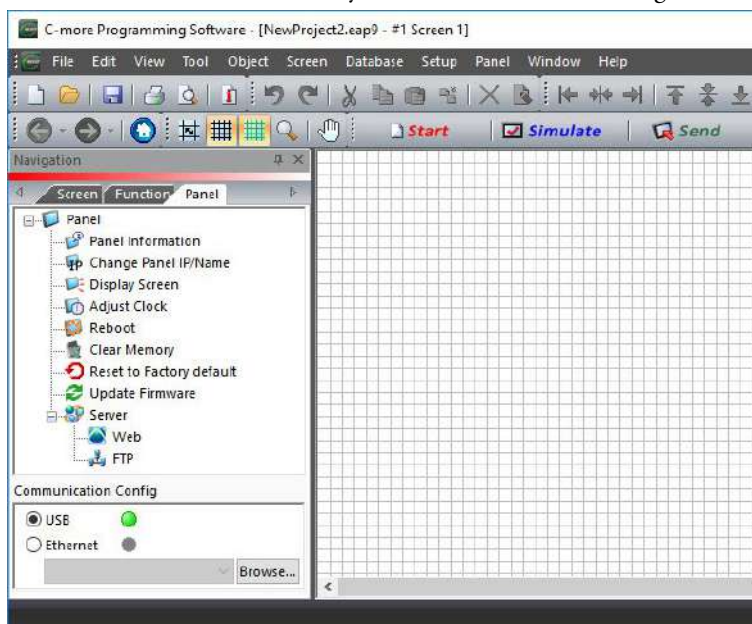 C-more Programming Software - [NewProject2.eap9 - #1 Screen 1]
File Edit View Tool Object Screen Database Setup Panel Window Help
Start Simulate Send
Navigation
Screen Function Panel
Panel
Panel Information
Change Panel IP/Name
Display Screen
Adjust Clock
Reboot
Clear Memory
Reset to Factory default
Update Firmware
Server
Web
FTP
Communication Config
USB
Ethernet
Browse...